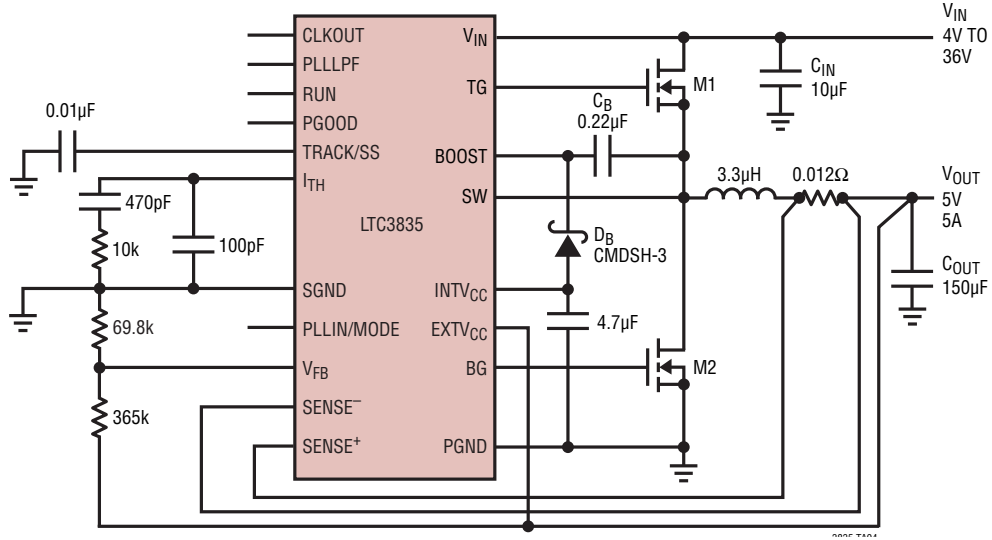 CLKOUT
PLLLPF
RUN
PGOOD
TRACK/SS
ITH
SGND
PLLIN/MODE
VFB
SENSE–
SENSE+
LTC3835
VIN
TG
BOOST
SW
INTVCC
EXTVCC
BG
PGND
0.01µF
470pF
10k
100pF
69.8k
365k
CB
0.22µF
DB
CMDSH-3
4.7µF
M1
M2
CIN
10µF
VIN
4V TO
36V
3.3µH
0.012Ω
VOUT
5V
5A
COUT
150µF
3835 TA04